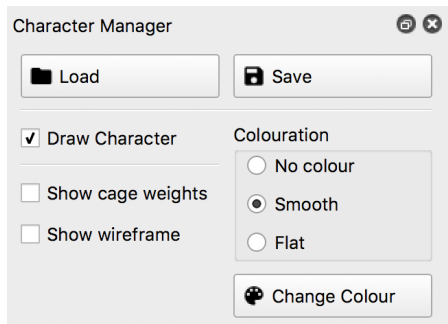 Character Manager
Load
Save
Draw Character
Show cage weights
Show wireframe
Colouration
No colour
Smooth
Flat
Change Colour